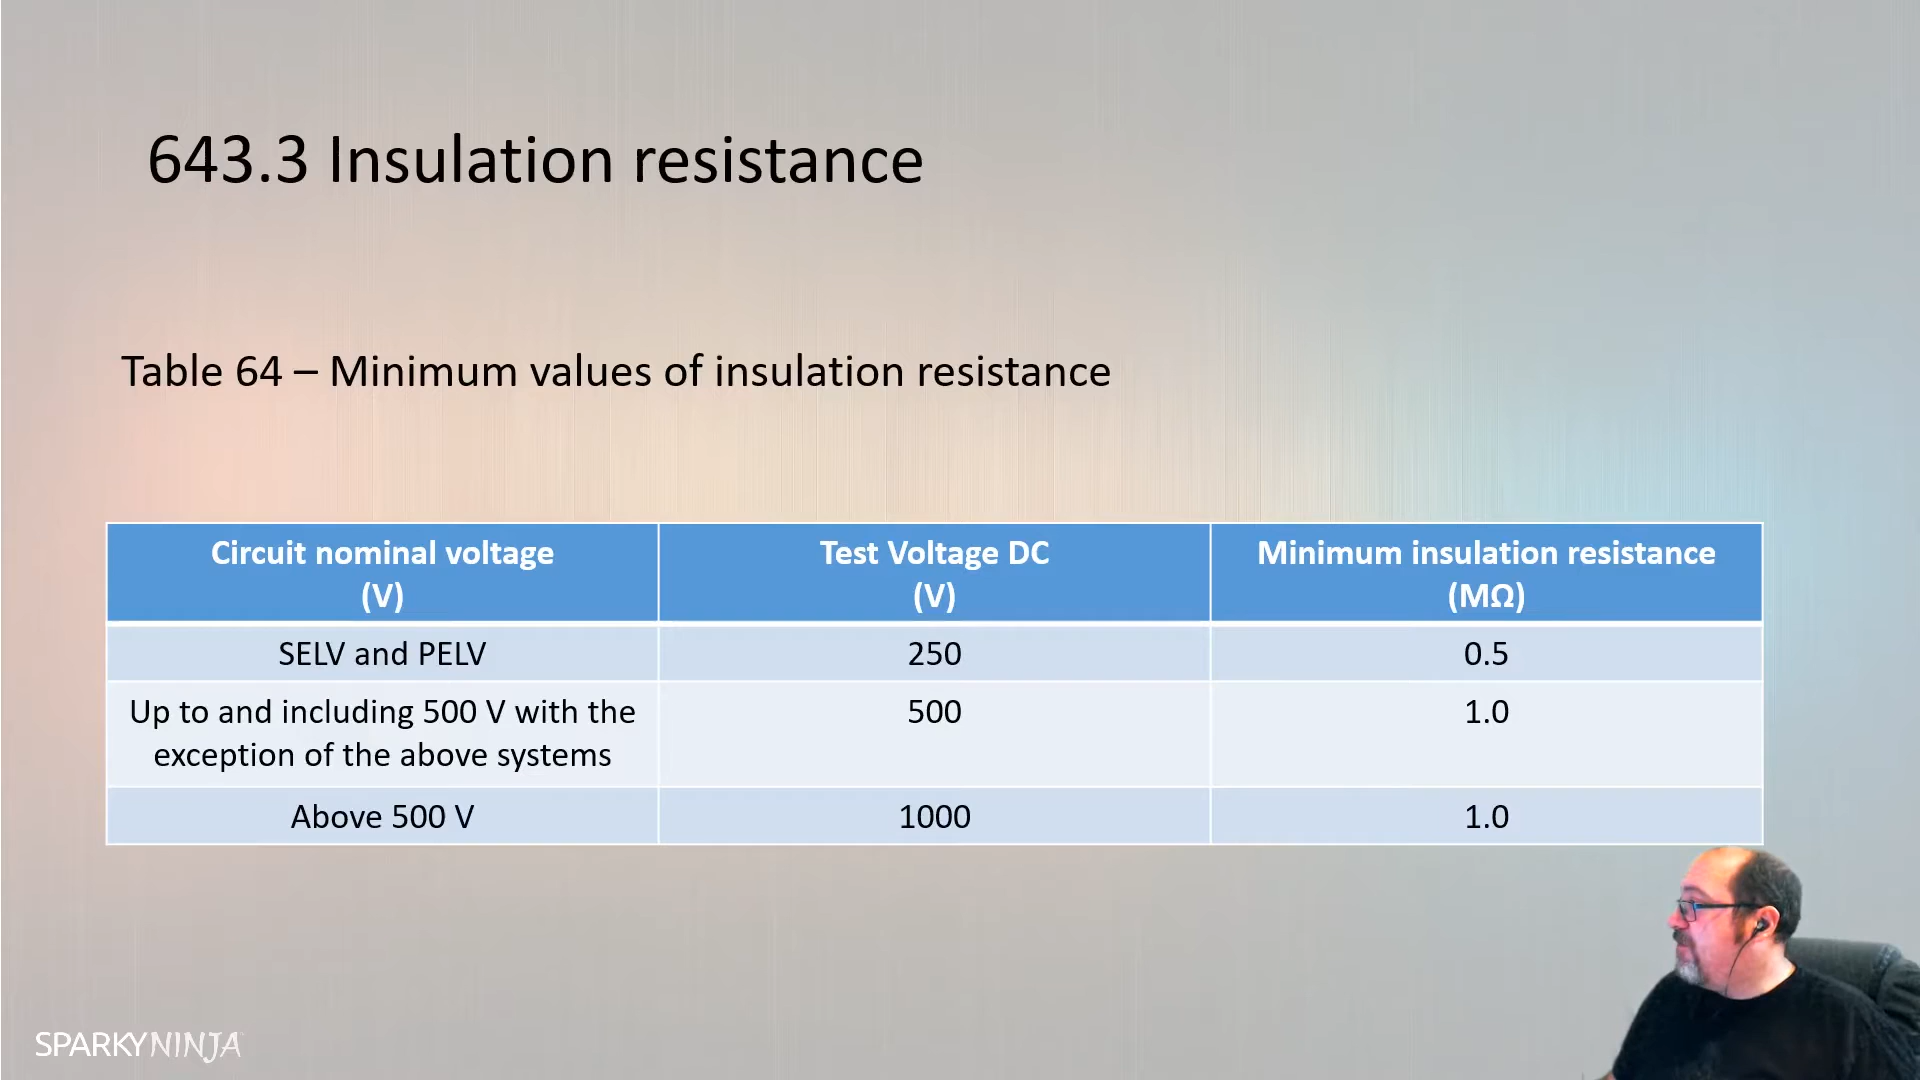 643.3 Insulation resistance
Table 64 – Minimum values of insulation resistance
Circuit nominal voltage
(V)
Test Voltage DC
(V)
Minimum insulation resistance
(MΩ)
SELV and PELV
250
0.5
Up to and including 500 V with the
exception of the above systems
500
1.0
Above 500 V
1000
1.0
SPARKYNINJA